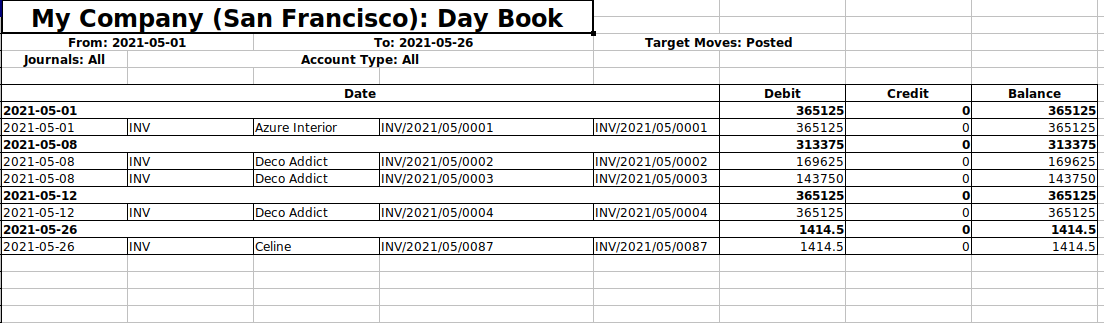 My Company (San Francisco): Day Book
From: 2021-05-01 To: 2021-05-26 Target Moves: Posted
Journals: All Account Type: All
Date Debit Credit Balance
2021-05-01 365125 0 365125
2021-05-01 INV Azure Interior INV/2021/05/0001 INV/2021/05/0001 365125 0 365125
2021-05-08 313375 0 313375
2021-05-08 INV Deco Addict INV/2021/05/0002 INV/2021/05/0002 169625 0 169625
2021-05-08 INV Deco Addict INV/2021/05/0003 INV/2021/05/0003 143750 0 143750
2021-05-12 365125 0 365125
2021-05-12 INV Deco Addict INV/2021/05/0004 INV/2021/05/0004 365125 0 365125
2021-05-26 1414.5 0 1414.5
2021-05-26 INV Celine INV/2021/05/0087 INV/2021/05/0087 1414.5 0 1414.5